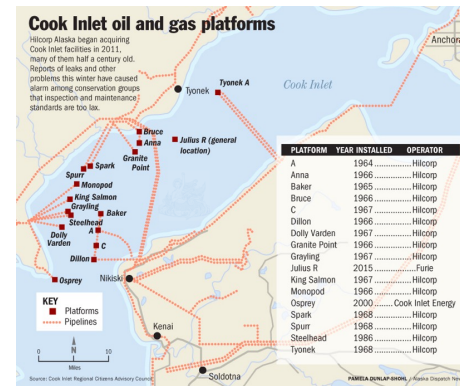 Cook Inlet oil and gas platforms
Hilcorp Alaska began acquiring
Cook Inlet facilities in 2011,
many of them half a century old.
Reports of leaks and other
problems this winter have caused
alarm among conservation groups
that inspection and maintenance
standards are too lax.
Anchora
Tyonek
Tyonek A
Cook Inlet
Bruce
Anna
Granite
Point
Julius R (general
location)
Spark
Spurr
Monopod
King Salmon
Grayling
Steelhead
Baker
A
Dolly
Varden
C
Dillon
Osprey
Nikiski
Kenai
Soldotna
KEY
Platforms
Pipelines
N
0 10
Miles
PLATFORM YEAR INSTALLED OPERATOR
A 1964 Hilcorp
Anna 1966 Hilcorp
Baker 1965 Hilcorp
Bruce 1966 Hilcorp
C 1967 Hilcorp
Dillon 1966 Hilcorp
Dolly Varden 1967 Hilcorp
Granite Point 1966 Hilcorp
Grayling 1967 Hilcorp
Julius R 2015 Furie
King Salmon 1967 Hilcorp
Monopod 1966 Hilcorp
Osprey 2000 Cook Inlet Energy
Spark 1968 Hilcorp
Spurr 1968 Hilcorp
Steelhead 1986 Hilcorp
Tyonek 1968 Hilcorp
Source: Cook Inlet Regional Citizens Advisory Council
PAMELA DUNLAP-SHOHL / Alaska Dispatch New